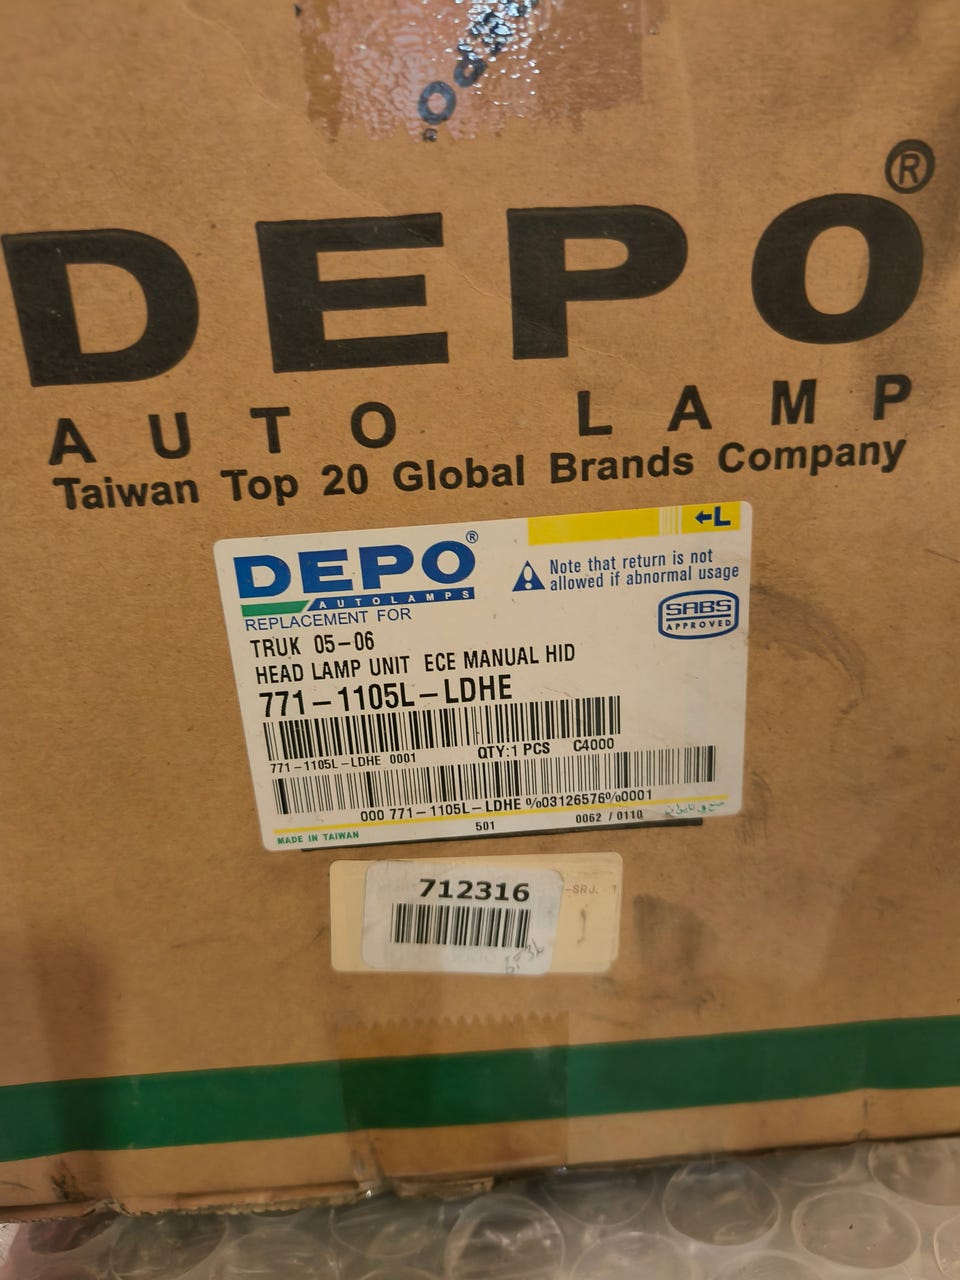 DEPO®
AUTO LAMP
Taiwan Top 20 Global Brands Company
←L
DEPO®
AUTOLAMPS
Note that return is not
allowed if abnormal usage
REPLACEMENT FOR
SABS
APPROVED
TRUK 05-06
HEAD LAMP UNIT ECE MANUAL HID
771-1105L-LDHE
771-1105L-LDHE 0001
QTY:1 PCS C4000
000 771-1105L-LDHE %03126576%0001
MADE IN TAIWAN
501
0062 / 0110
712316
-SRJ.